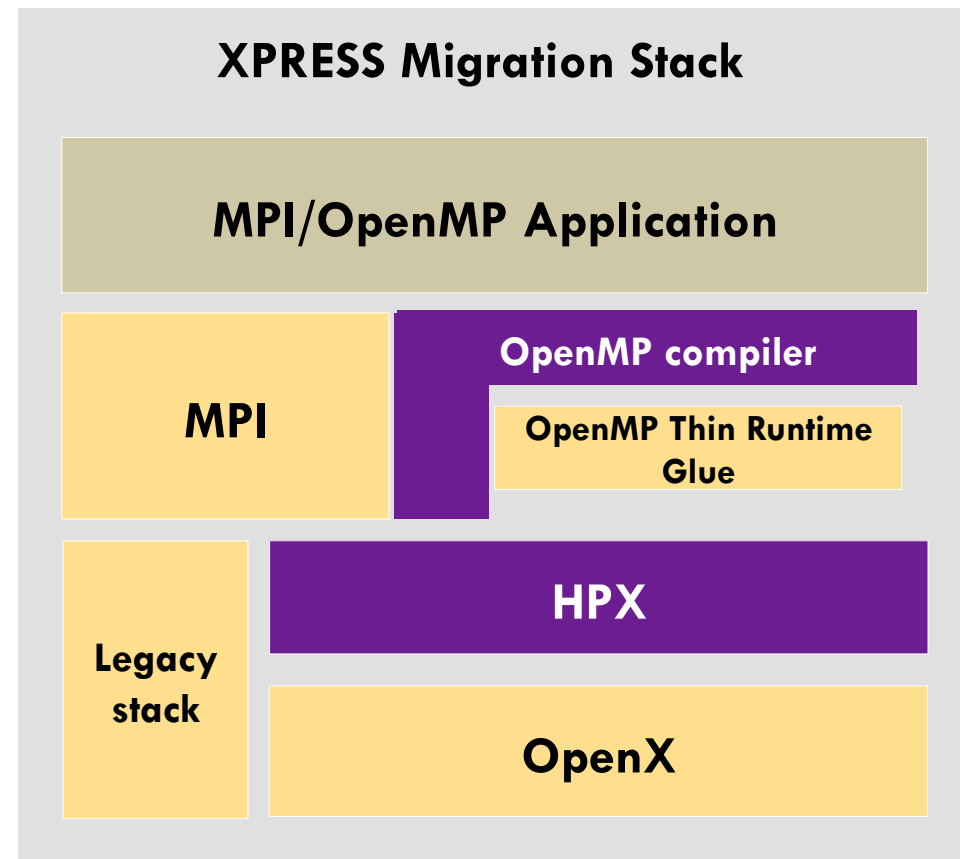 XPRESS Migration Stack
MPI/OpenMP Application
MPI
OpenMP compiler
OpenMP Thin Runtime
Glue
Legacy
stack
HPX
OpenX